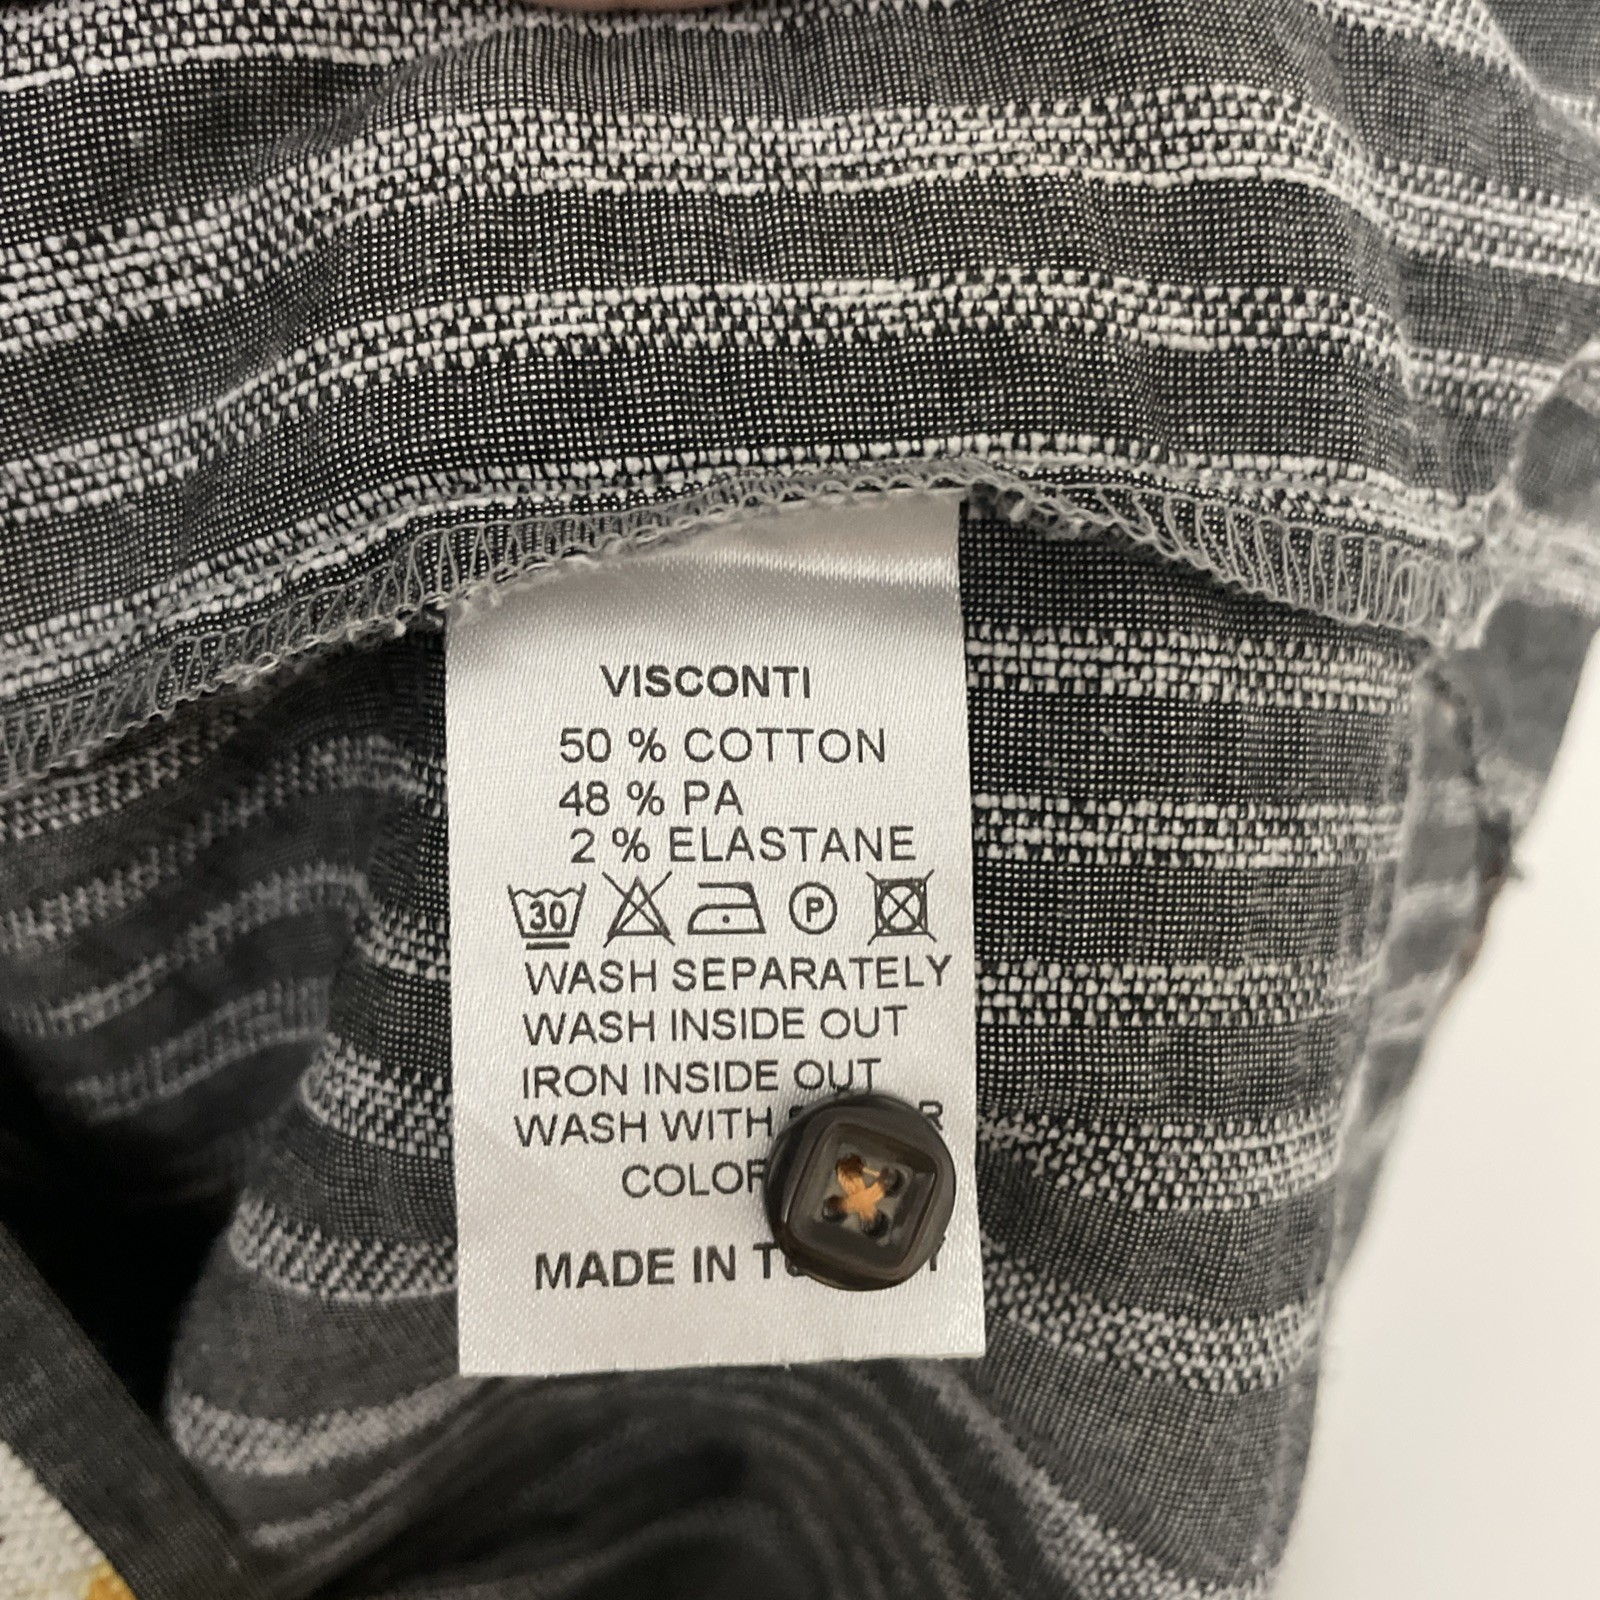 VISCONTI
50 % COTTON
48 % PA
2 % ELASTANE
30 P
WASH SEPARATELY
WASH INSIDE OUT
IRON INSIDE OUT
WASH WITH
MADE IN